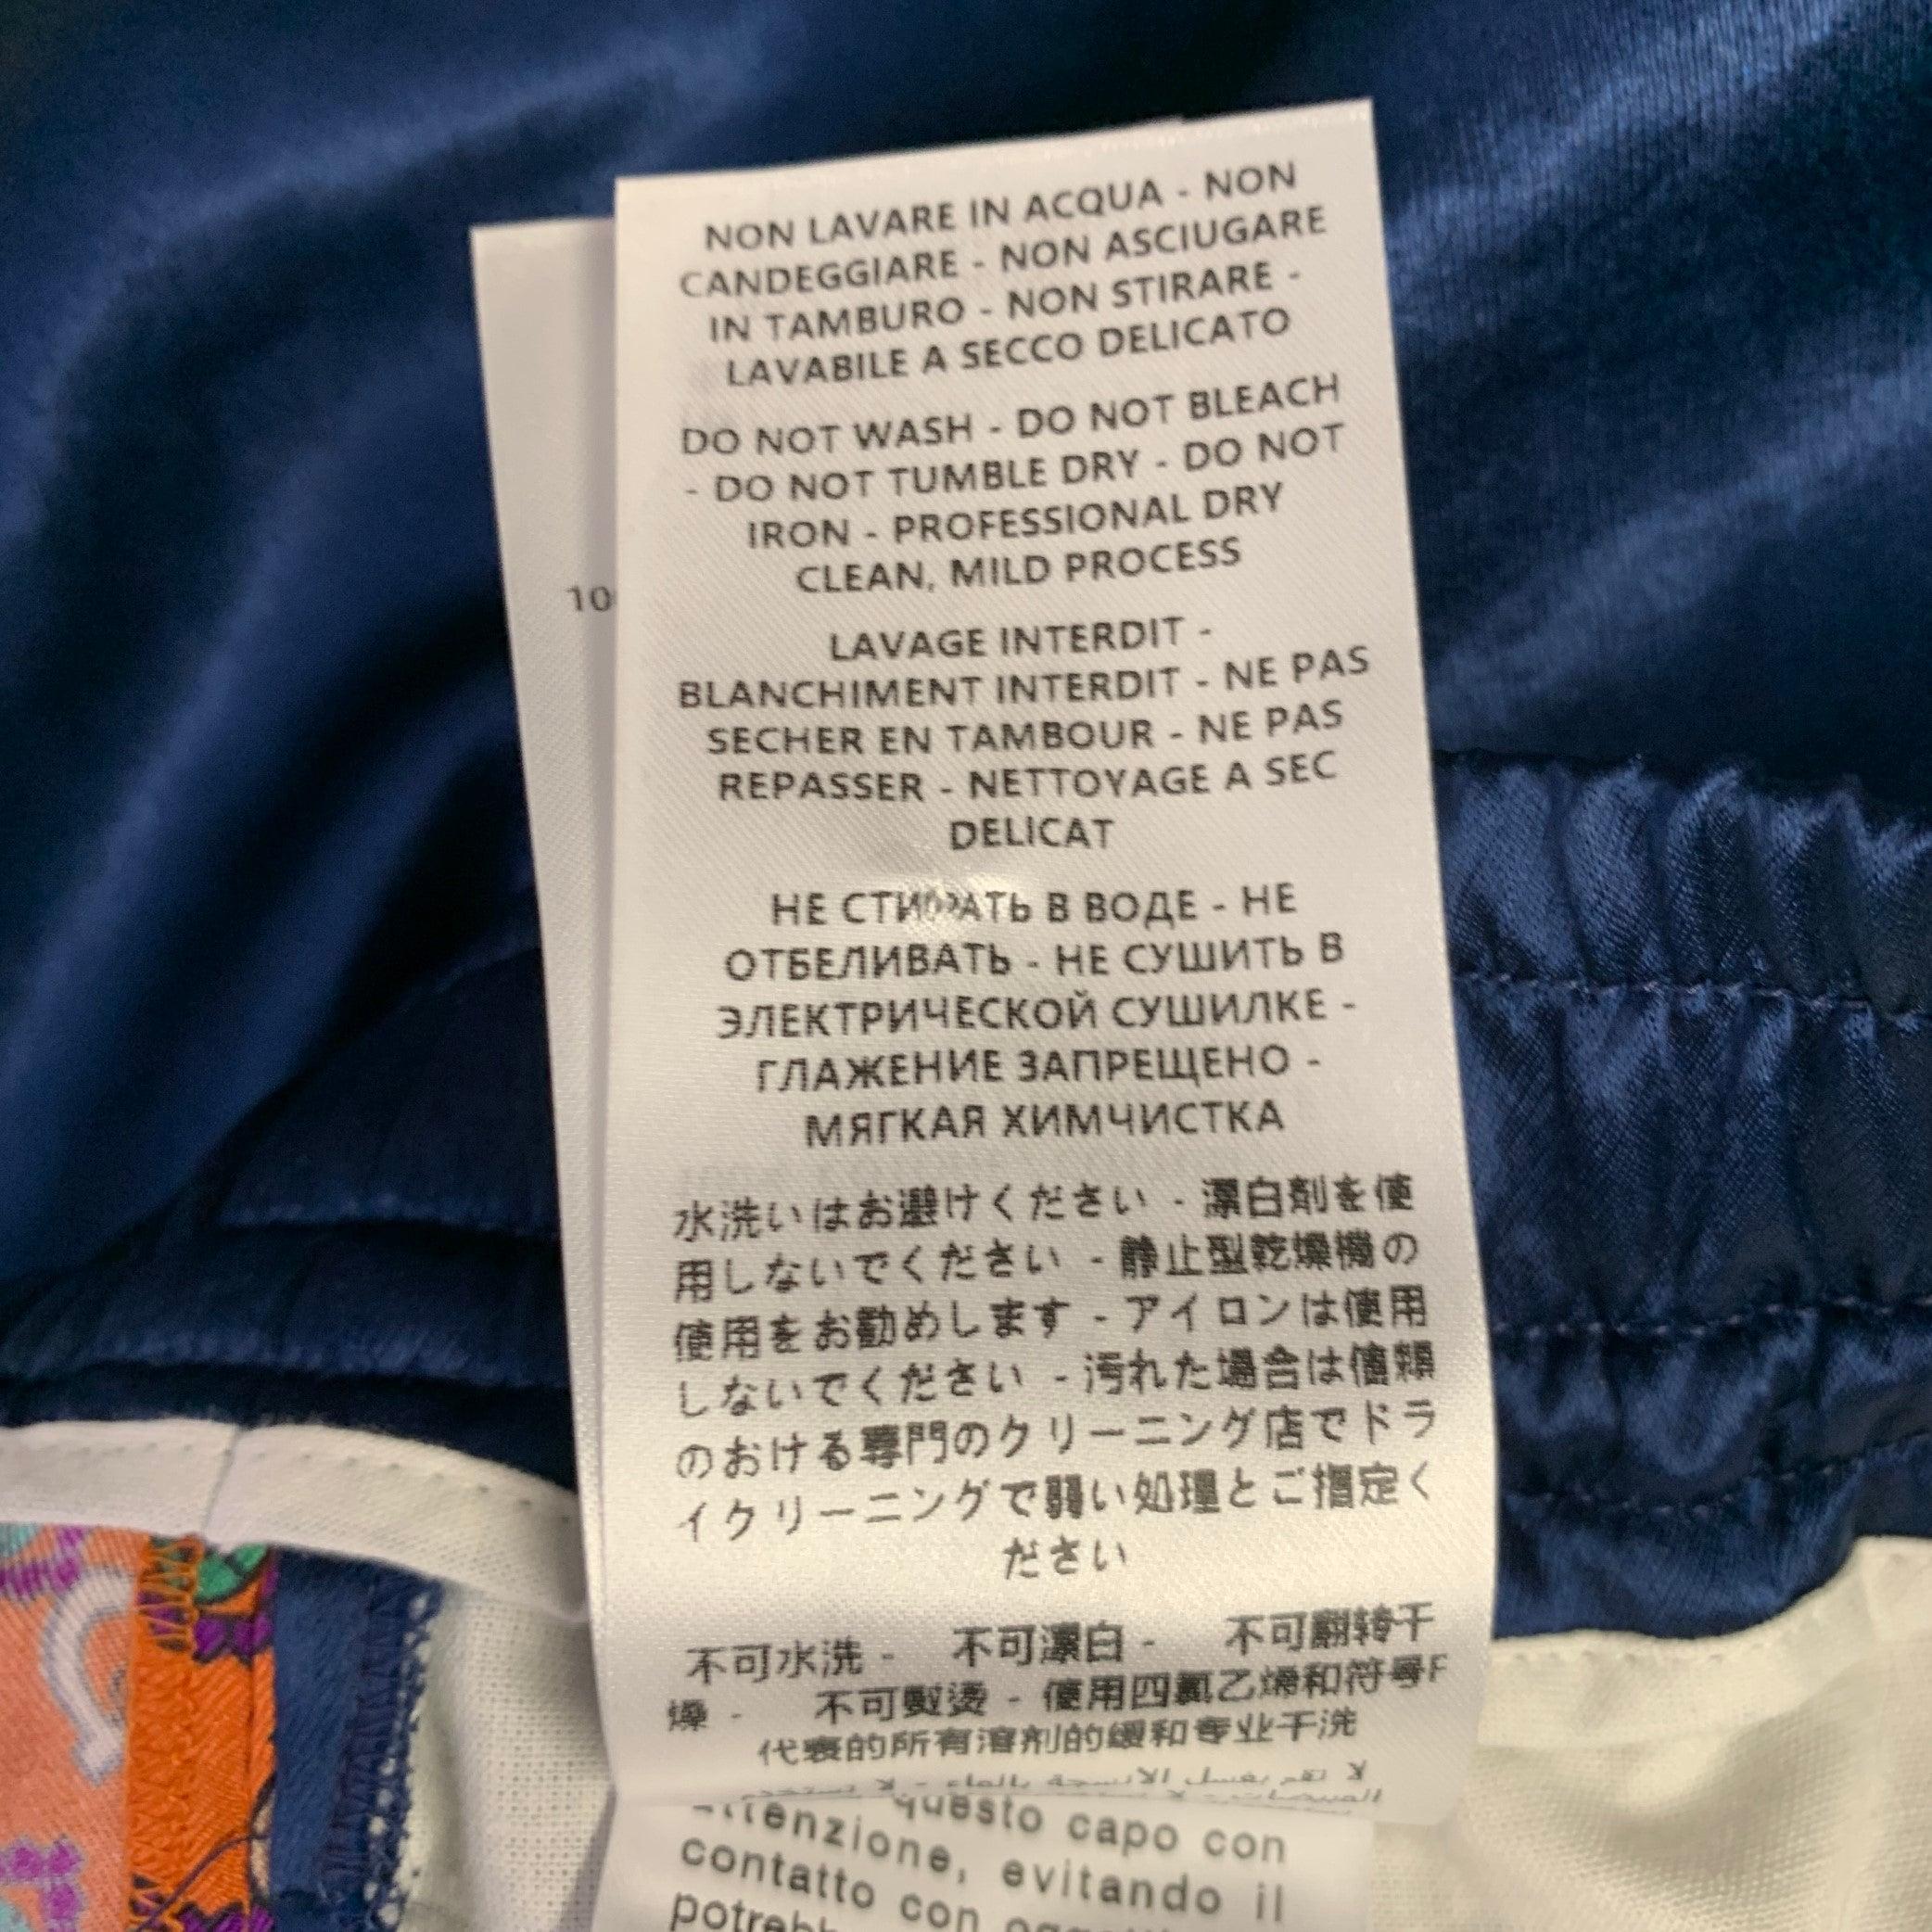 NON LAVARE IN ACQUA - NON
CANDEGGIARE - NON ASCIUGARE
IN TAMBURO - NON STIRARE -
LAVABILE A SECCO DELICATO
DO NOT WASH - DO NOT BLEACH
- DO NOT TUMBLE DRY - DO NOT
IRON - PROFESSIONAL DRY
CLEAN, MILD PROCESS
LAVAGE INTERDIT -
BLANCHIMENT INTERDIT - NE PAS
SECHER EN TAMBOUR - NE PAS
REPASSER - NETTOYAGE A SEC
DELICAT
НЕ СТИРАТЬ В ВОДЕ - НЕ
ОТБЕЛИВАТЬ - НЕ СУШИТЬ В
ЭЛЕКТРИЧЕСКОЙ СУШИЛКЕ -
ГЛАЖЕНИЕ ЗАПРЕЩЕНО -
МЯГКАЯ ХИМЧИСТКА
水洗いはお避けください - 漂白剤を使
用しないでください - 静止型乾燥機の
使用をお勧めします - アイロンは使用
しないでください - 汚れた場合は信頼
のおける専門のクリーニング店でドラ
イクリーニングで弱い処理とご指定く
ださい
不可水洗 - 不可漂白 - 不可翻转干
燥 - 不可熨烫 - 使用四氯乙烯和符号F
代表的所有溶剂的缓和专业干洗
10
questo capo con
attenzione, evitando il
contatto con